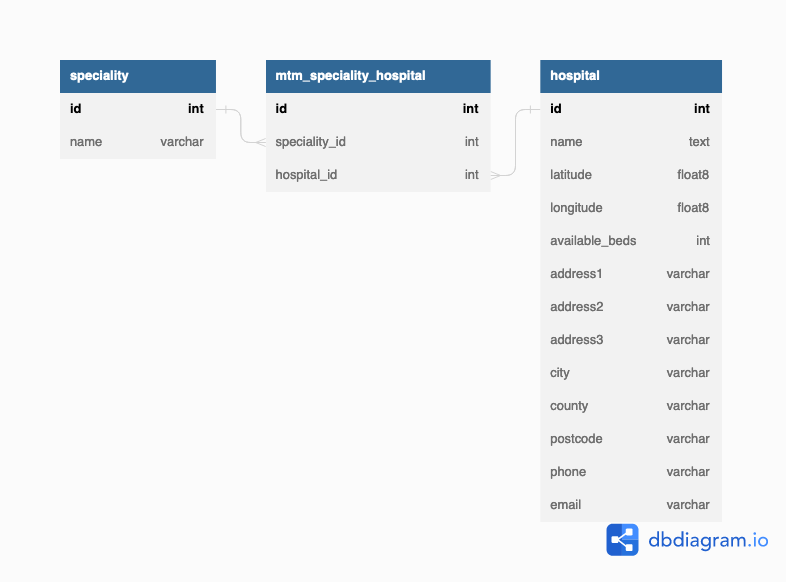 speciality
id int
name varchar
mtm_speciality_hospital
id int
speciality_id int
hospital_id int
hospital
id int
name text
latitude float8
longitude float8
available_beds int
address1 varchar
address2 varchar
address3 varchar
city varchar
county varchar
postcode varchar
phone varchar
email varchar
dbdiagram.io